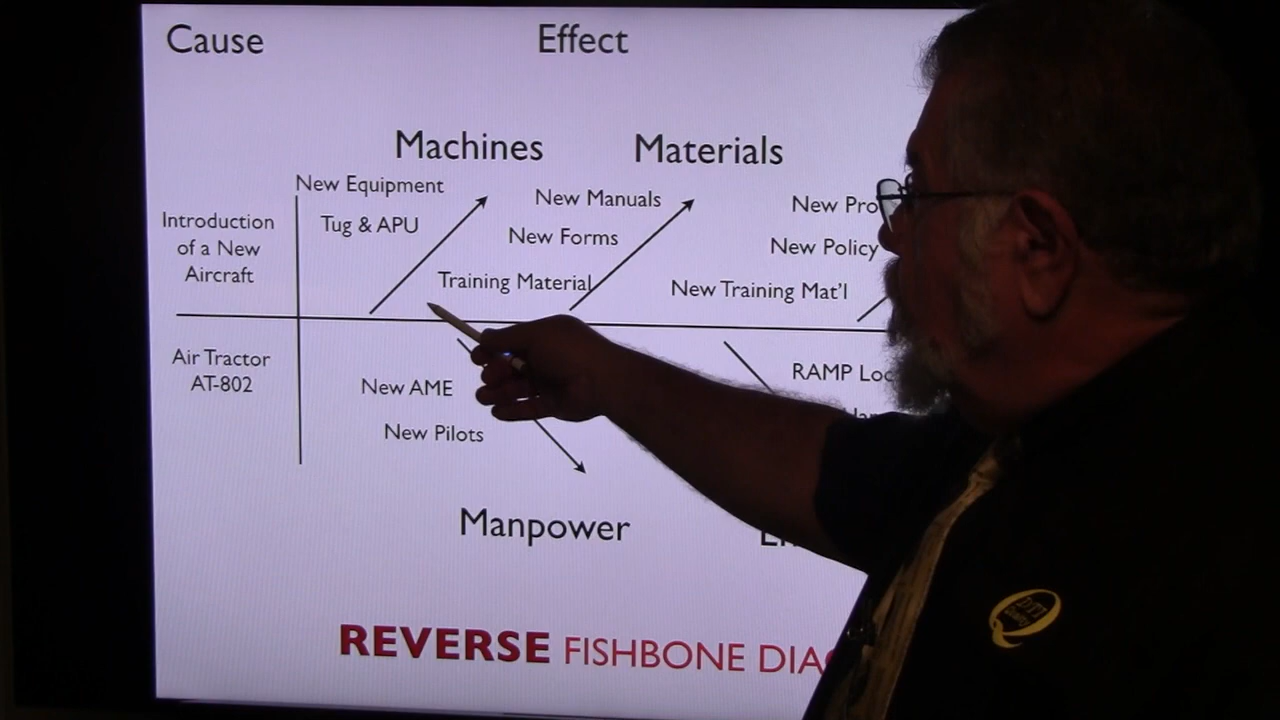 Cause
Effect
Machines
Materials
New Equipment
Tug & APU
New Manuals
New Forms
Training Material
New Policy
New Training Mat'l
Introduction
of a New
Aircraft
Air Tractor
AT-802
New AME
New Pilots
RAMP
Manpower
REVERSE FISHBONE